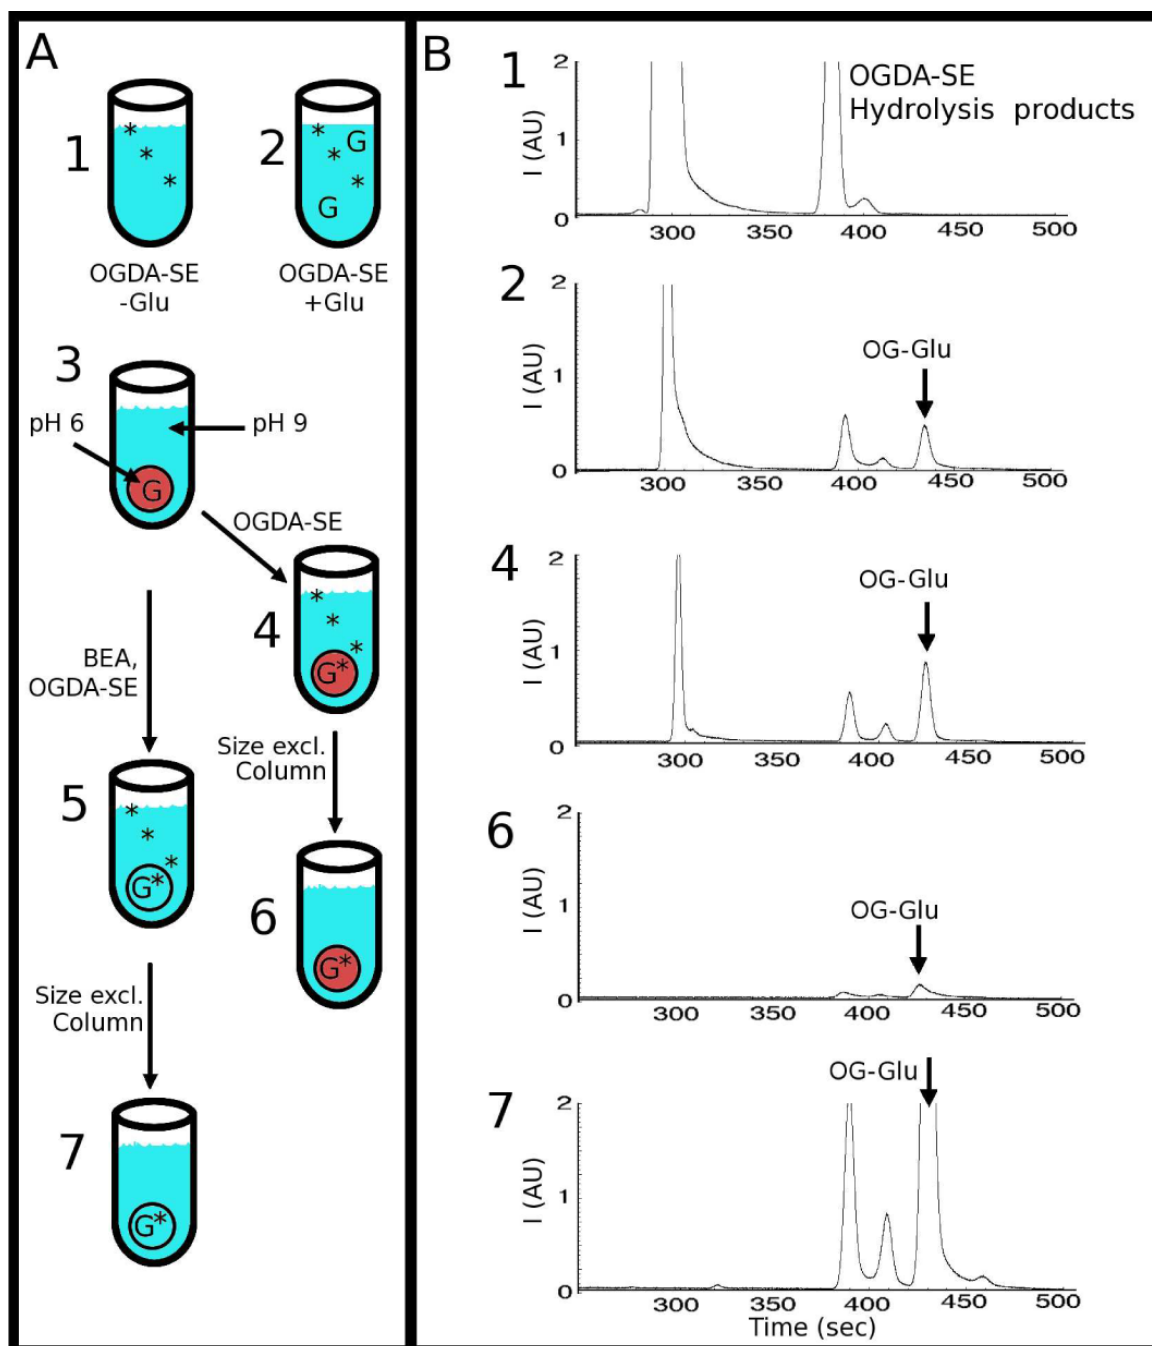 A
1
*
*
*
OGDA-SE
-Glu
2
*
*
G
*
G
OGDA-SE
+Glu
3
pH 6
pH 9
G
OGDA-SE
4
*
*
*
G*
BEA,
OGDA-SE
Size excl.
Column
5
*
*
*
G*
6
G*
Size excl.
Column
7
G*
B
1
OGDA-SE
Hydrolysis products
I (AU)
2
1
0
300 350 400 450 500
2
OG-Glu
I (AU)
2
1
0
300 350 400 450 500
4
OG-Glu
I (AU)
2
1
0
300 350 400 450 500
6
OG-Glu
I (AU)
2
1
0
300 350 400 450 500
7
OG-Glu
I (AU)
2
1
0
300 350 400 450 500
Time (sec)